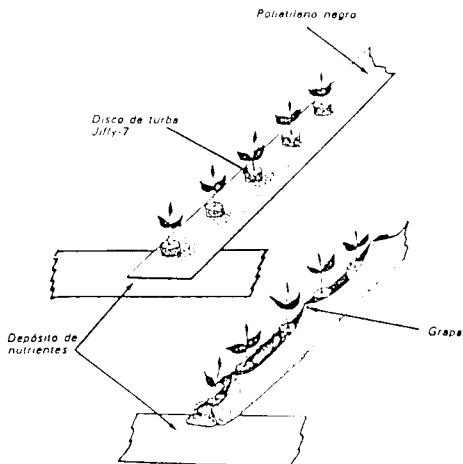 Polietileno negro
Disco de turba
Jiffy-7
Depósito de
nutrientes
Grapa